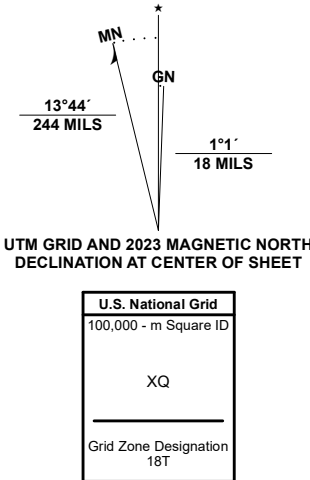 ★
MN
GN
13°44´
244 MILS
1°1´
18 MILS
UTM GRID AND 2023 MAGNETIC NORTH
DECLINATION AT CENTER OF SHEET
U.S. National Grid
100,000 - m Square ID
XQ
Grid Zone Designation
18T